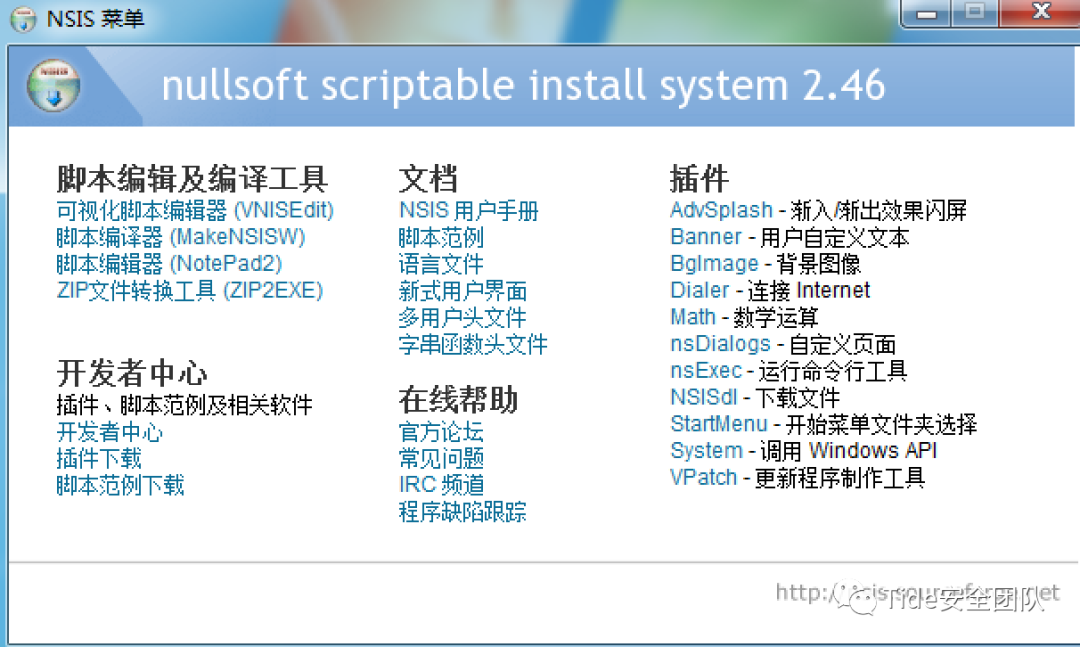 NSIS 菜单
nullsoft scriptable install system 2.46
脚本编辑及编译工具
可视化脚本编辑器 (VNISEdit)
脚本编译器 (MakeNSISW)
脚本编辑器 (NotePad2)
ZIP文件转换工具 (ZIP2EXE)
开发者中心
插件、脚本范例及相关软件
开发者中心
插件下载
脚本范例下载
文档
NSIS 用户手册
脚本范例
语言文件
新式用户界面
多用户头文件
字串函数头文件
在线帮助
官方论坛
常见问题
IRC 频道
程序缺陷跟踪
插件
AdvSplash - 渐入/渐出效果闪屏
Banner - 用户自定义文本
BgImage - 背景图像
Dialer - 连接 Internet
Math - 数学运算
nsDialogs - 自定义页面
nsExec - 运行命令行工具
NSISdl - 下载文件
StartMenu - 开始菜单文件夹选择
System - 调用 Windows API
VPatch - 更新程序制作工具
Tide安全团队